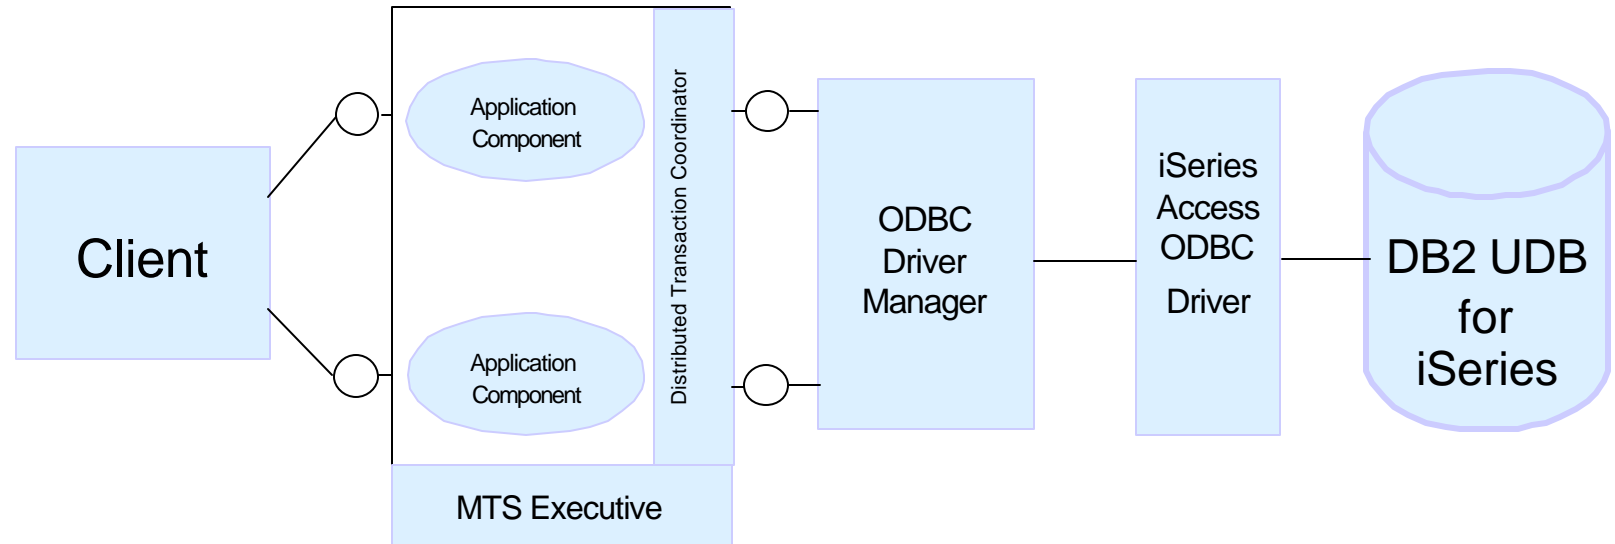 Client
Application
Component
Application
Component
Distributed Transaction Coordinator
MTS Executive
ODBC
Driver
Manager
iSeries
Access
ODBC
Driver
DB2 UDB
for
iSeries